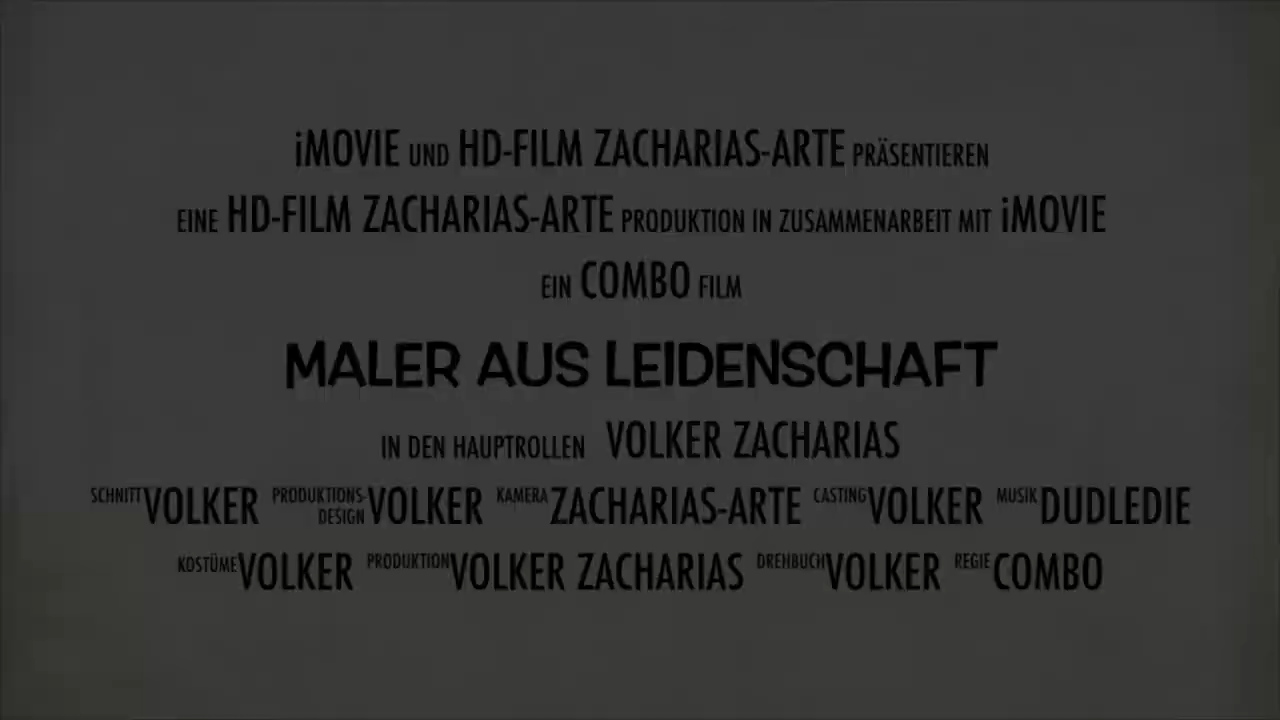 iMOVIE UND HD-FILM ZACHARIAS-ARTE PRÄSENTIEREN
EINE HD-FILM ZACHARIAS-ARTE PRODUKTION IN ZUSAMMENARBEIT MIT iMOVIE
EIN COMBO FILM
MALER AUS LEIDENSCHAFT
IN DEN HAUPTROLLEN VOLKER ZACHARIAS
SCHNITT VOLKER PRODUKTIONS-DESIGN VOLKER KAMERA ZACHARIAS-ARTE CASTING VOLKER MUSIK DUDLEDIE
KOSTÜME VOLKER PRODUKTION VOLKER ZACHARIAS DREHBUCH VOLKER REGIE COMBO